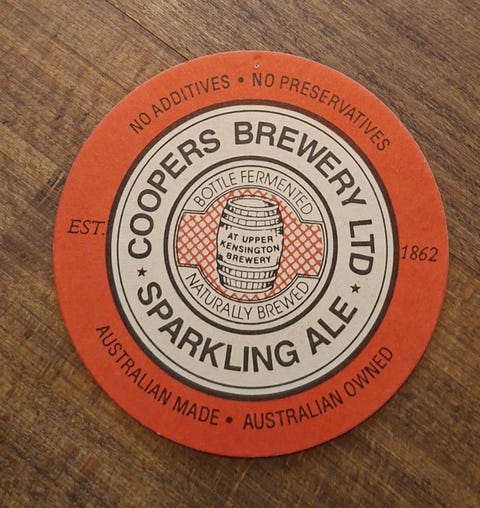 NO ADDITIVES • NO PRESERVATIVES
COOPERS BREWERY LTD
BOTTLE FERMENTED
EST.
1862
AT UPPER
KENSINGTON
BREWERY
NATURALLY BREWED
★ SPARKLING ALE ★
AUSTRALIAN MADE • AUSTRALIAN OWNED